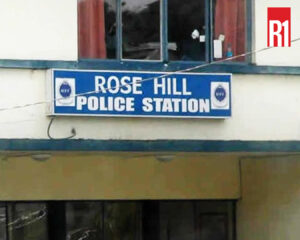 R1
ROSE HILL
POLICE STATION